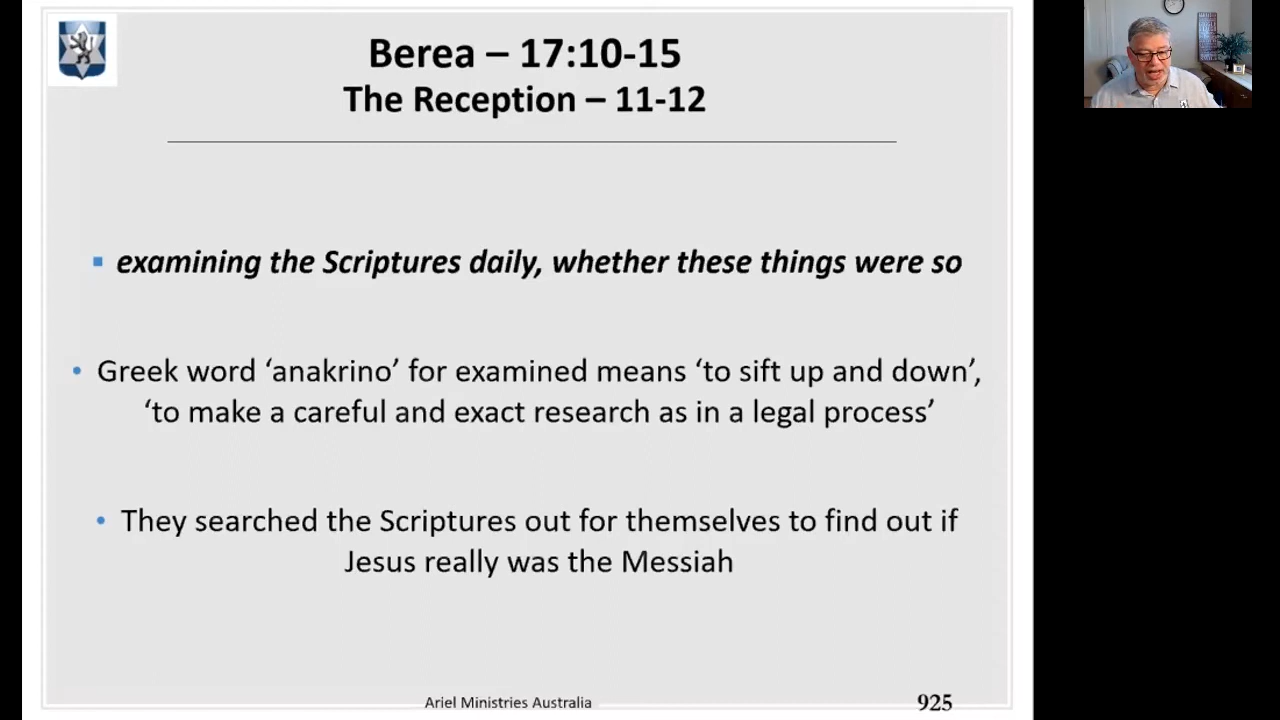 Berea – 17:10-15
The Reception – 11-12
examining the Scriptures daily, whether these things were so
Greek word ‘anakrino’ for examined means ‘to sift up and down’,
‘to make a careful and exact research as in a legal process’
They searched the Scriptures out for themselves to find out if
Jesus really was the Messiah
Ariel Ministries Australia
925